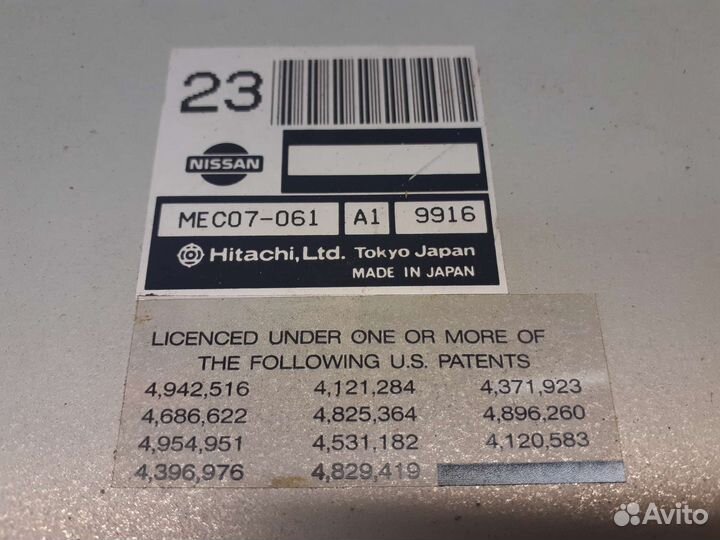 23
NISSAN
MEC07-061 A1 9916
Hitachi, Ltd. Tokyo Japan
MADE IN JAPAN
LICENCED UNDER ONE OR MORE OF
THE FOLLOWING U.S. PATENTS
4,942,516 4,121,284 4,371,923
4,686,622 4,825,364 4,896,260
4,954,951 4,531,182 4,120,583
4,396,976 4,829,419
Avito